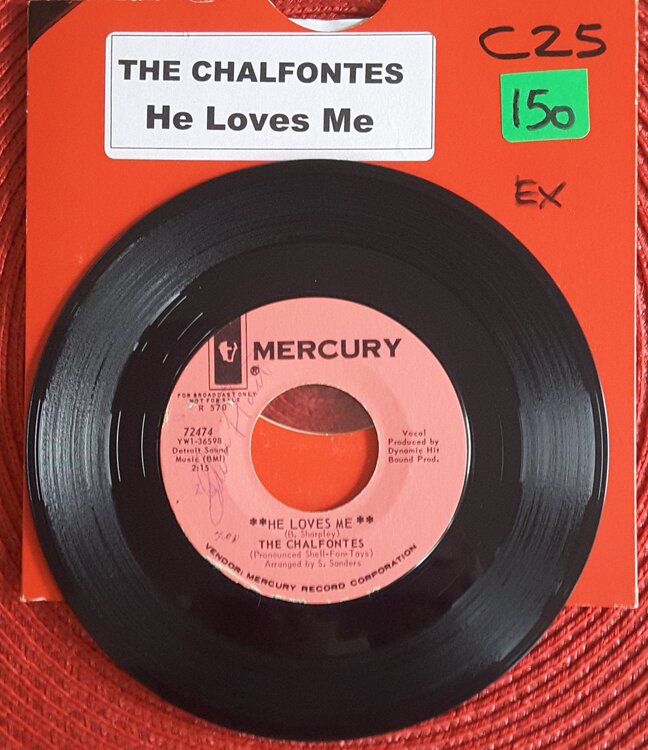 THE CHALFONTES
He Loves Me
C25
150
EX
MERCURY
®
FOR BROADCAST ONLY
NOT FOR SALE
R 570
72474
YW1-36598
Detroit Sound
Music (BMI)
2:15
Vocal
Produced by
Dynamic Hit
Bound Prod.
**HE LOVES ME**
(B. Sharpley)
THE CHALFONTES
(Pronounced Shell-Fon-Tays)
Arranged by S. Sanders
VENDOR: MERCURY RECORD CORPORATION